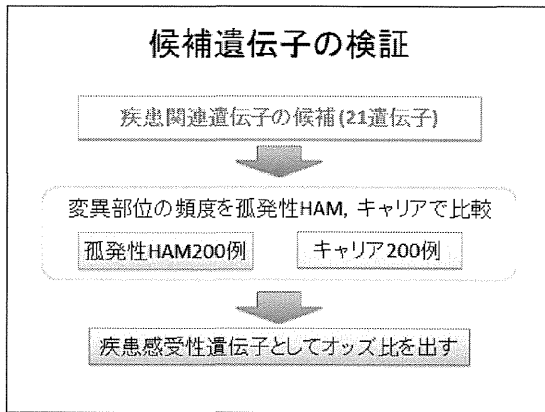 候補遺伝子の検証
疾患関連遺伝子の候補(21遺伝子)
変異部位の頻度を孤発性HAM, キャリアで比較
孤発性HAM200例
キャリア200例
疾患感受性遺伝子としてオッズ比を出す